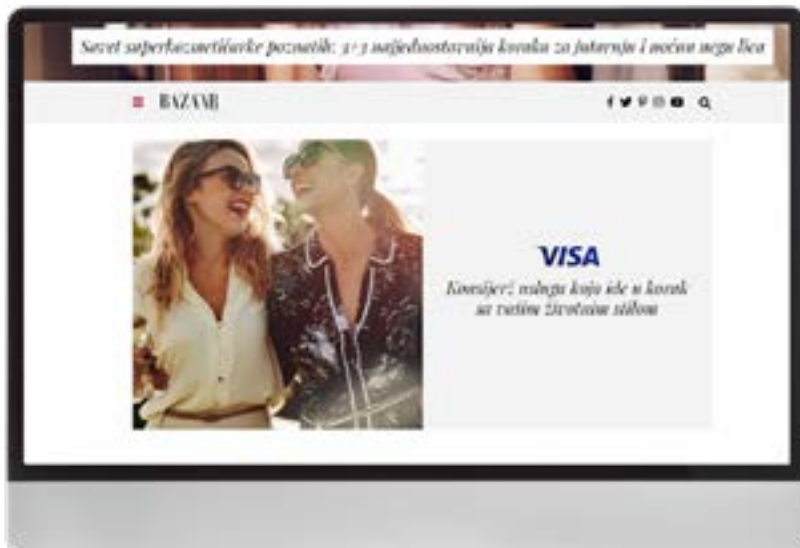 Savet superkozmetičarke poznatih: 3+3 najjednostavnija koraka za jutarnju i noćnu negu lica
BAZAAR
VISA
Konsijerž usluga koja ide u korak
sa vašim životnim stilom